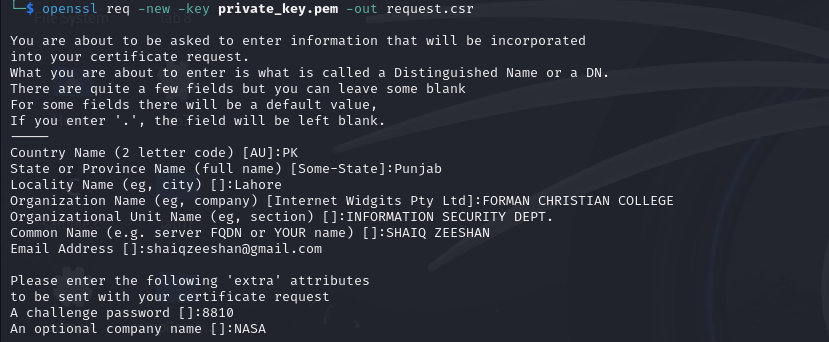 └─$ openssl req -new -key private_key.pem -out request.csr
You are about to be asked to enter information that will be incorporated
into your certificate request.
What you are about to enter is what is called a Distinguished Name or a DN.
There are quite a few fields but you can leave some blank
For some fields there will be a default value,
If you enter '.', the field will be left blank.
-----
Country Name (2 letter code) [AU]:PK
State or Province Name (full name) [Some-State]:Punjab
Locality Name (eg, city) []:Lahore
Organization Name (eg, company) [Internet Widgits Pty Ltd]:FORMAN CHRISTIAN COLLEGE
Organizational Unit Name (eg, section) []:INFORMATION SECURITY DEPT.
Common Name (e.g. server FQDN or YOUR name) []:SHAIQ ZEESHAN
Email Address []:shaiqzeeshan@gmail.com
Please enter the following 'extra' attributes
to be sent with your certificate request
A challenge password []:8810
An optional company name []:NASA